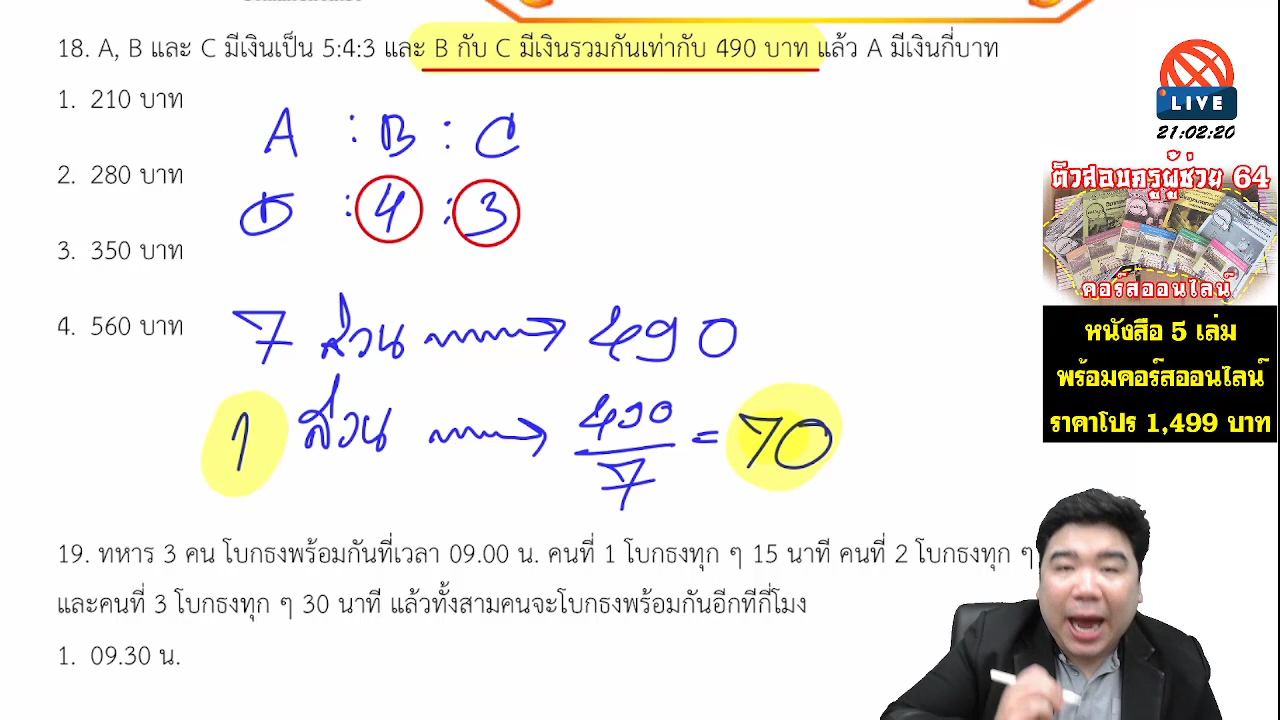 18. A, B และ C มีเงินเป็น 5:4:3 และ B กับ C มีเงินรวมกันเท่ากับ 490 บาท แล้ว A มีเงินกี่บาท
1. 210 บาท
A : B : C
2. 280 บาท
5 : 4 : 3
3. 350 บาท
4. 560 บาท
7 ส่วน → 490
1 ส่วน → 490/7 = 70
19. ทหาร 3 คน โบกธงพร้อมกันที่เวลา 09.00 น. คนที่ 1 โบกธงทุก ๆ 15 นาที คนที่ 2 โบกธงทุก ๆ
และคนที่ 3 โบกธงทุก ๆ 30 นาที แล้วทั้งสามคนจะโบกธงพร้อมกันอีกทีกี่โมง
1. 09.30 น.
LIVE
21:02:20
ติวสอบครูผู้ช่วย 64
คอร์สออนไลน์
หนังสือ 5 เล่ม
พร้อมคอร์สออนไลน์
ราคาโปร 1,499 บาท